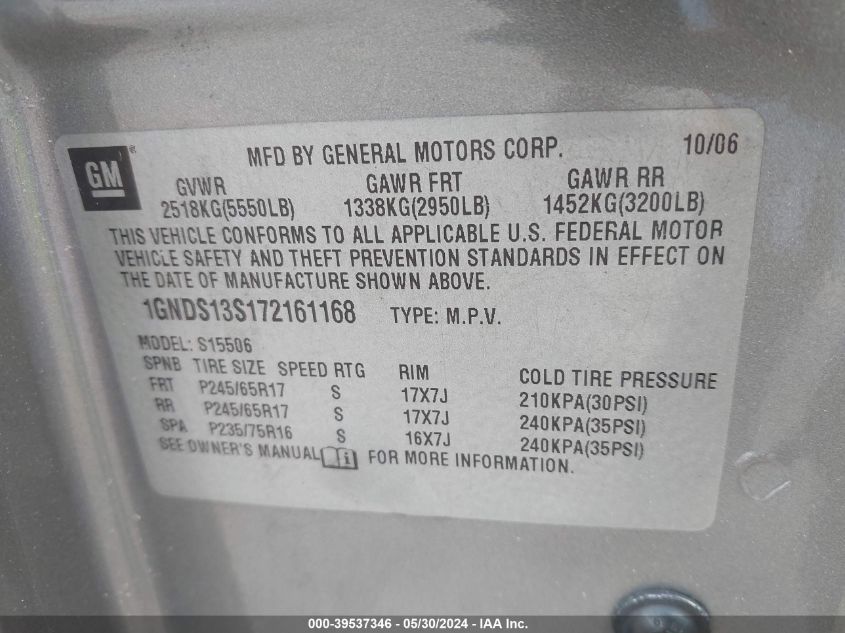 GM ® MFD BY GENERAL MOTORS CORP. 10/06
GVWR GAWR FRT GAWR RR
2518KG(5550LB) 1338KG(2950LB) 1452KG(3200LB)
THIS VEHICLE CONFORMS TO ALL APPLICABLE U.S. FEDERAL MOTOR
VEHICLE SAFETY AND THEFT PREVENTION STANDARDS IN EFFECT ON
THE DATE OF MANUFACTURE SHOWN ABOVE.
1GNDS13S172161168 TYPE: M.P.V.
MODEL: S15506
SPNB TIRE SIZE SPEED RTG RIM COLD TIRE PRESSURE
FRT P245/65R17 S 17X7J 210KPA(30PSI)
RR P245/65R17 S 17X7J 240KPA(35PSI)
SPA P235/75R16 S 16X7J 240KPA(35PSI)
SEE OWNER'S MANUAL FOR MORE INFORMATION.
000-39537346 - 05/30/2024 - IAA Inc.